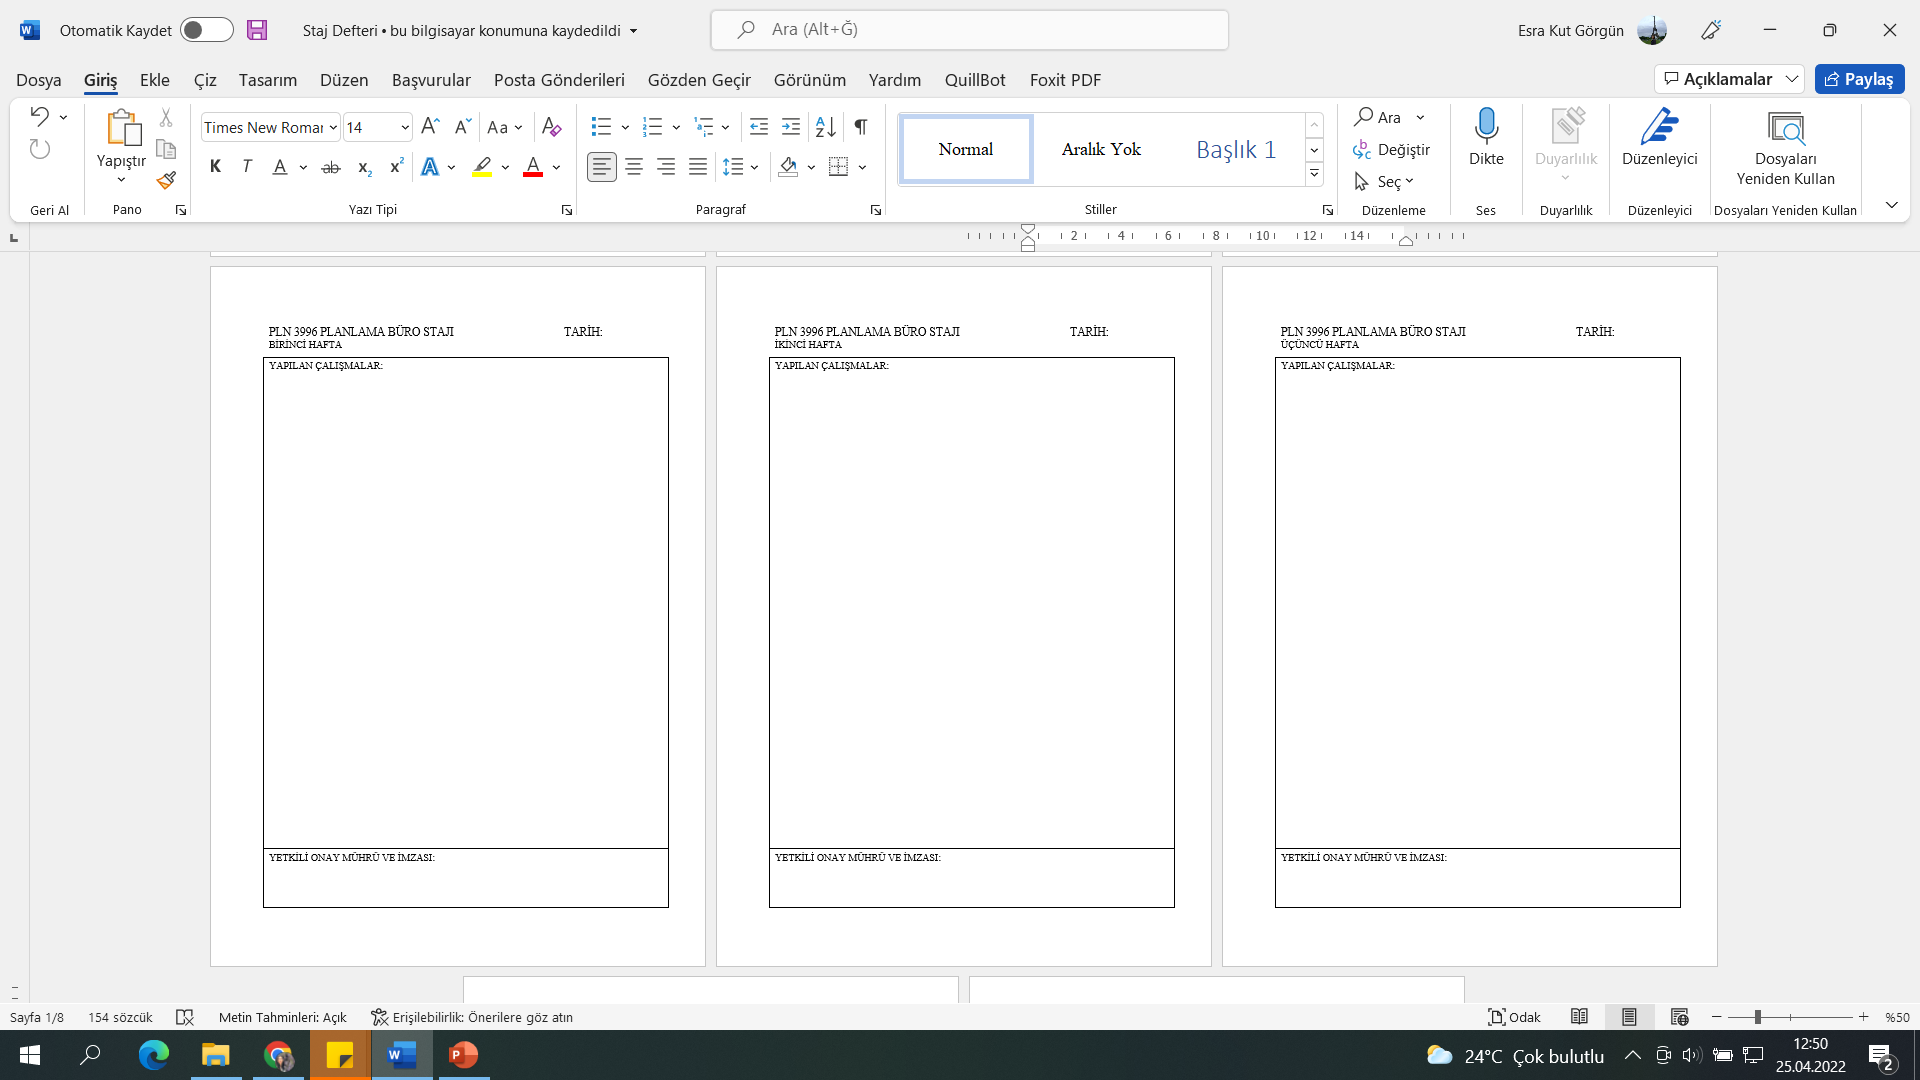 Otomatik Kaydet
Staj Defteri • bu bilgisayar konumuna kaydedildi
Ara (Alt+Ğ)
Esra Kut Görgün
Dosya Giriş Ekle Çiz Tasarım Düzen Başvurular Posta Gönderileri Gözden Geçir Görünüm Yardım QuillBot Foxit PDF
Açıklamalar
Paylaş
Geri Al
Yapıştır
Pano
Times New Roman
14
Aa
K T A ab x₂ x² A A
Yazı Tipi
Paragraf
Normal
Aralık Yok
Başlık 1
Stiller
Ara
Değiştir
Seç
Düzenleme
Dikte
Ses
Duyarlılık
Duyarlılık
Düzenleyici
Düzenleyici
Dosyaları
Yeniden Kullan
Dosyaları Yeniden Kullan
2 4 6 8 10 12 14
PLN 3996 PLANLAMA BÜRO STAJI TARİH:
BİRİNCİ HAFTA
YAPILAN ÇALIŞMALAR:
YETKİLİ ONAY MÜHRÜ VE İMZASI:
PLN 3996 PLANLAMA BÜRO STAJI TARİH:
İKİNCİ HAFTA
YAPILAN ÇALIŞMALAR:
YETKİLİ ONAY MÜHRÜ VE İMZASI:
PLN 3996 PLANLAMA BÜRO STAJI TARİH:
ÜÇÜNCÜ HAFTA
YAPILAN ÇALIŞMALAR:
YETKİLİ ONAY MÜHRÜ VE İMZASI:
Sayfa 1/8 154 sözcük Metin Tahminleri: Açık Erişilebilirlik: Önerilere göz atın
Odak
%50
24°C Çok bulutlu
12:50
25.04.2022
2